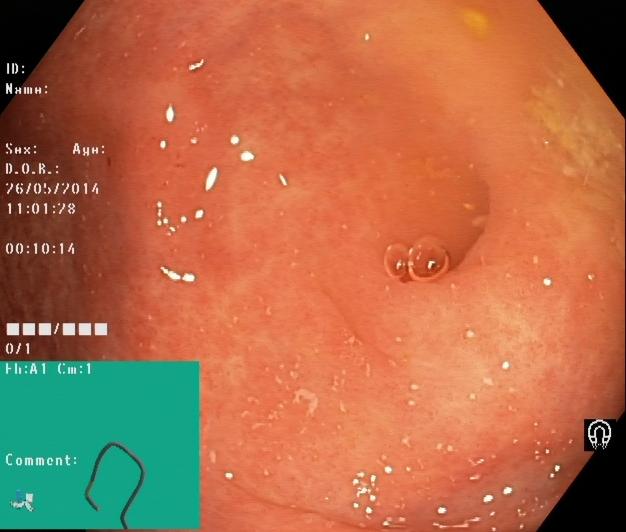 ID:
Name:
Sex: Age:
D.O.B.:
26/05/2014
11:01:28
00:10:14
■■■/■■■
0/1
Eh:A1 Cm:1
Comment: